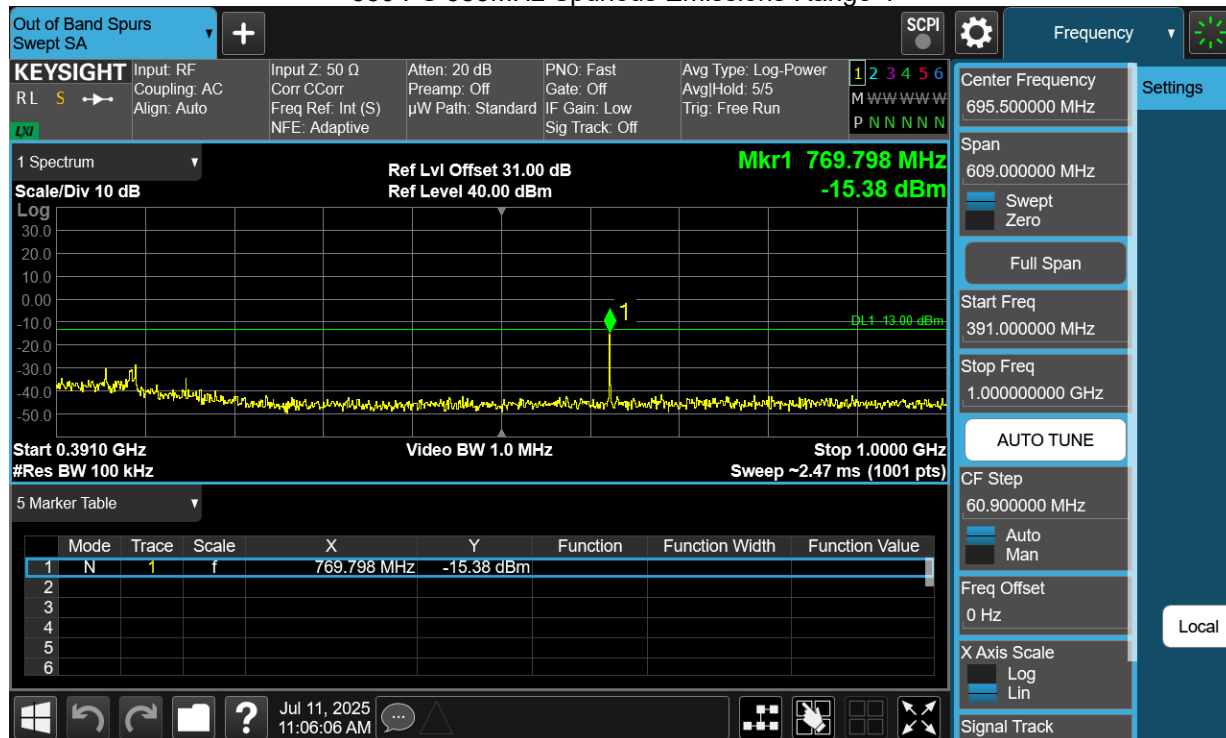 Out of Band Spurs
Swept SA
SCPI
Frequency
KEYSIGHT
RL S
LXI
Input: RF
Coupling: AC
Align: Auto
Input Z: 50 Ω
Corr CCorr
Freq Ref: Int (S)
NFE: Adaptive
Atten: 20 dB
Preamp: Off
µW Path: Standard
PNO: Fast
Gate: Off
IF Gain: Low
Sig Track: Off
Avg Type: Log-Power
Avg|Hold: 5/5
Trig: Free Run
1 2 3 4 5 6
M W W W W W
P N N N N N
1 Spectrum
Scale/Div 10 dB
Ref Lvl Offset 31.00 dB
Ref Level 40.00 dBm
Mkr1 769.798 MHz
-15.38 dBm
Log
30.0
20.0
10.0
0.00
-10.0
-20.0
-30.0
-40.0
-50.0
1
DL1 -13.00 dBm
Start 0.3910 GHz
Video BW 1.0 MHz
Stop 1.0000 GHz
#Res BW 100 kHz
Sweep ~2.47 ms (1001 pts)
5 Marker Table
Mode Trace Scale X Y Function Function Width Function Value
1 N 1 f 769.798 MHz -15.38 dBm
2
3
4
5
6
Jul 11, 2025
11:06:06 AM
Center Frequency
695.500000 MHz
Span
609.000000 MHz
Swept
Zero
Full Span
Start Freq
391.000000 MHz
Stop Freq
1.000000000 GHz
AUTO TUNE
CF Step
60.900000 MHz
Auto
Man
Freq Offset
0 Hz
X Axis Scale
Log
Lin
Signal Track
Settings
Local